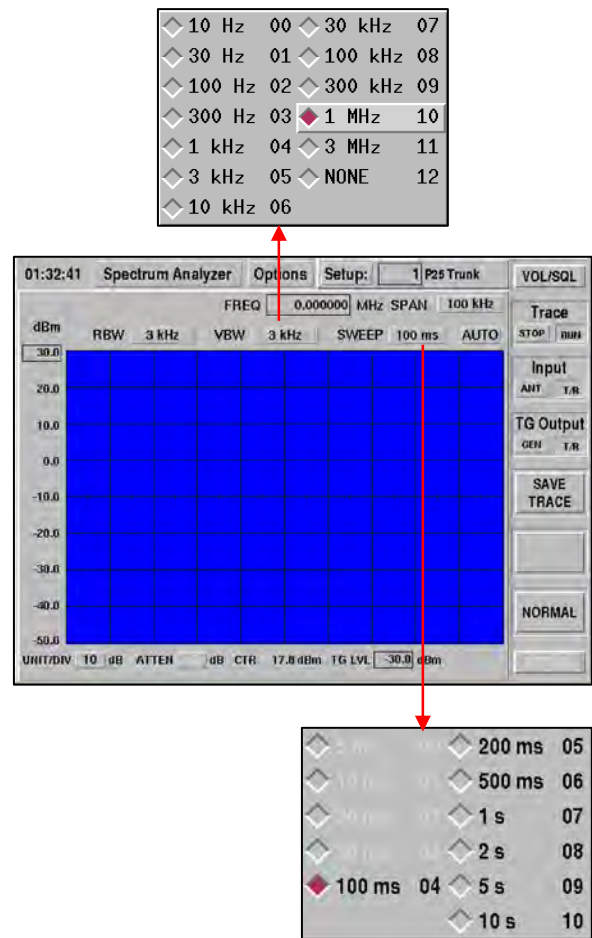 10 Hz 00 30 kHz 07
30 Hz 01 100 kHz 08
100 Hz 02 300 kHz 09
300 Hz 03 1 MHz 10
1 kHz 04 3 MHz 11
3 kHz 05 NONE 12
10 kHz 06
01:32:41 Spectrum Analyzer Options Setup: 1 P25 Trunk VOL/SQL
FREQ 0.000000 MHz SPAN 100 kHz
Trace
STOP RUN
dBm RBW 3 kHz VBW 3 kHz SWEEP 100 ms AUTO
30.0
Input
ANT T/R
20.0
10.0
TG Output
GEN T/R
0.0
-10.0
SAVE
TRACE
-20.0
-30.0
-40.0
NORMAL
-50.0
UNIT/DIV 10 dB ATTEN dB CTR 17.8 dBm TG LVL -30.0 dBm
200 ms 05
500 ms 06
1 s 07
2 s 08
100 ms 04 5 s 09
10 s 10